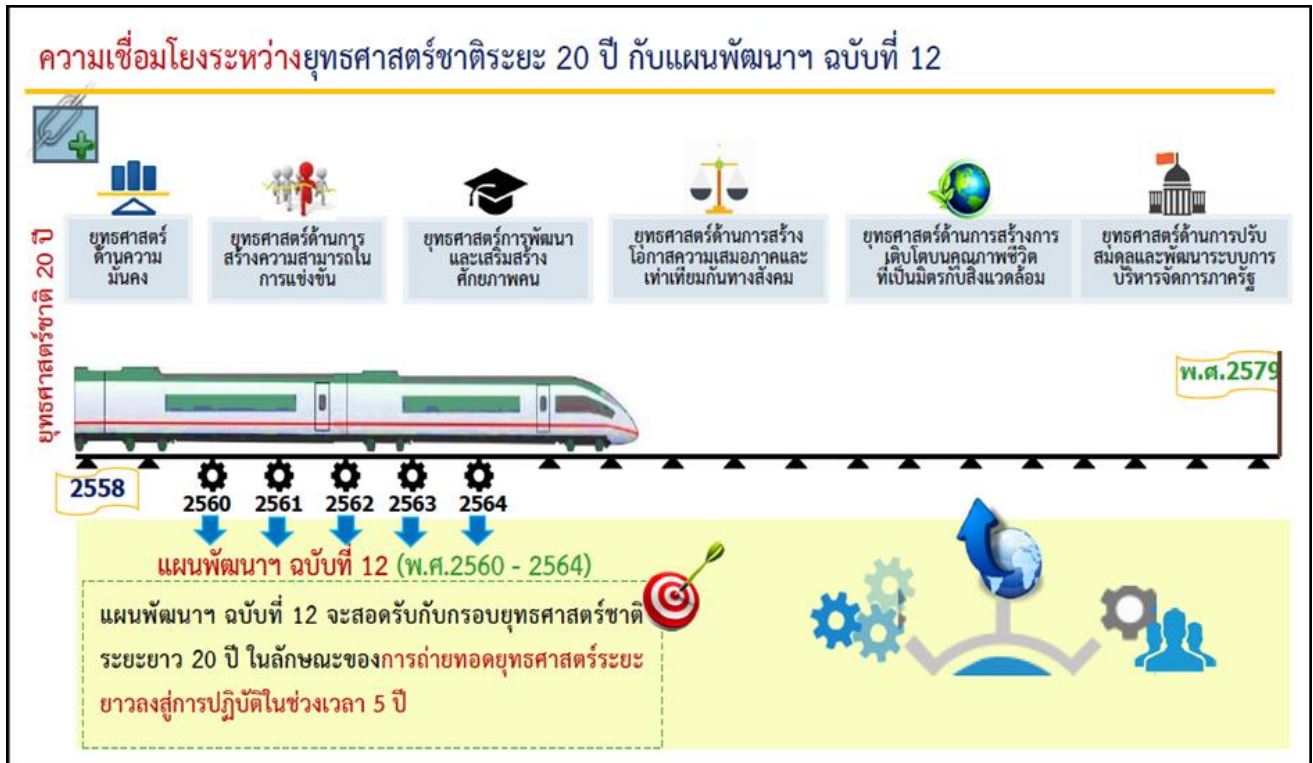 ความเชื่อมโยงระหว่างยุทธศาสตร์ชาติระยะ 20 ปี กับแผนพัฒนาฯ ฉบับที่ 12
ยุทธศาสตร์ชาติ 20 ปี
ยุทธศาสตร์
ด้านความ
มั่นคง
ยุทธศาสตร์ด้านการ
สร้างความสามารถใน
การแข่งขัน
ยุทธศาสตร์การพัฒนา
และเสริมสร้าง
ศักยภาพคน
ยุทธศาสตร์ด้านการสร้าง
โอกาสความเสมอภาคและ
เท่าเทียมกันทางสังคม
ยุทธศาสตร์ด้านการสร้างการ
เติบโตบนคุณภาพชีวิต
ที่เป็นมิตรกับสิ่งแวดล้อม
ยุทธศาสตร์ด้านการปรับ
สมดุลและพัฒนาระบบการ
บริหารจัดการภาครัฐ
พ.ศ.2579
2558
2560 2561 2562 2563 2564
แผนพัฒนาฯ ฉบับที่ 12 (พ.ศ.2560 - 2564)
แผนพัฒนาฯ ฉบับที่ 12 จะสอดรับกับกรอบยุทธศาสตร์ชาติ
ระยะยาว 20 ปี ในลักษณะของการถ่ายทอดยุทธศาสตร์ระยะ
ยาวลงสู่การปฏิบัติในช่วงเวลา 5 ปี